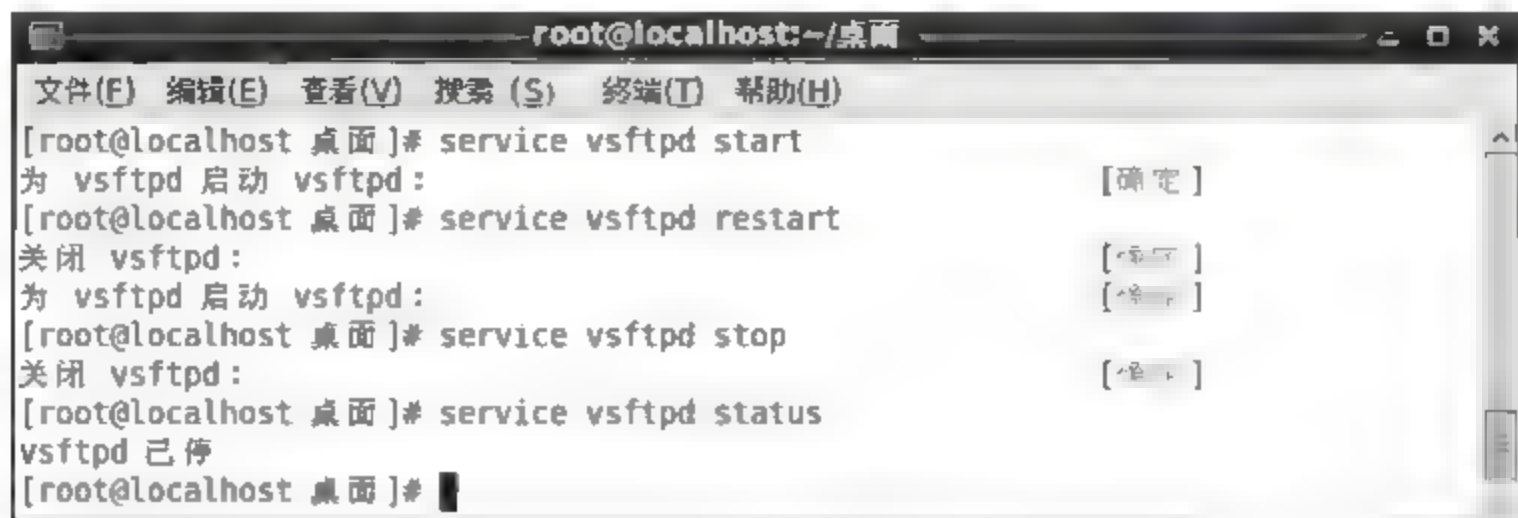 root@localhost:~/桌面
文件(F) 编辑(E) 查看(V) 搜索 (S) 终端(T) 帮助(H)
[root@localhost 桌面]# service vsftpd start
为 vsftpd 启动 vsftpd: [确定]
[root@localhost 桌面]# service vsftpd restart
关闭 vsftpd: [ ]
为 vsftpd 启动 vsftpd: [ ]
[root@localhost 桌面]# service vsftpd stop
关闭 vsftpd: [ ]
[root@localhost 桌面]# service vsftpd status
vsftpd 已停
[root@localhost 桌面]#